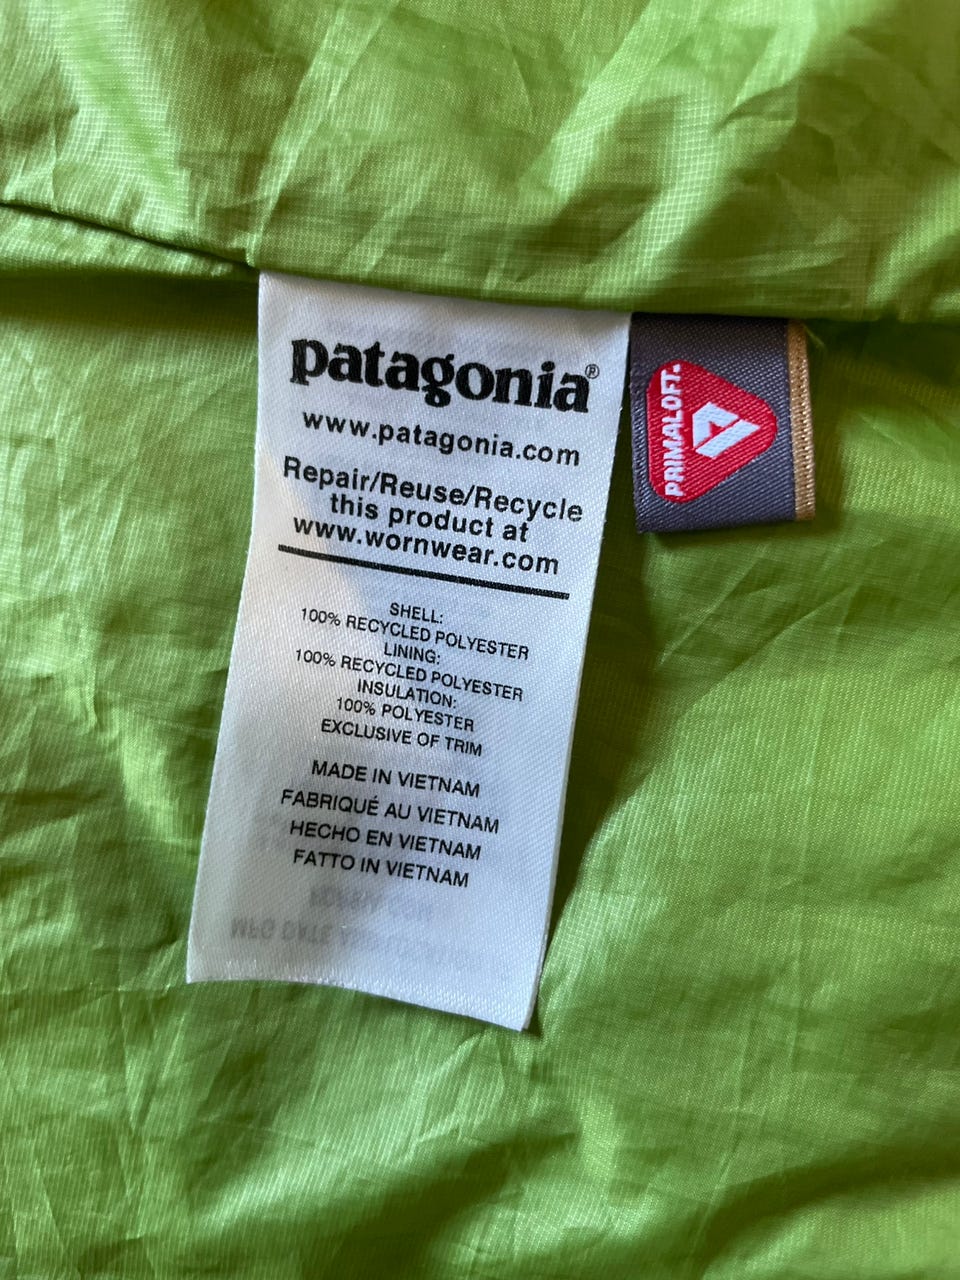 patagonia®
www.patagonia.com
Repair/Reuse/Recycle
this product at
www.wornwear.com
SHELL:
100% RECYCLED POLYESTER
LINING:
100% RECYCLED POLYESTER
INSULATION:
100% POLYESTER
EXCLUSIVE OF TRIM
MADE IN VIETNAM
FABRIQUÉ AU VIETNAM
HECHO EN VIETNAM
FATTO IN VIETNAM
PRIMALOFT.